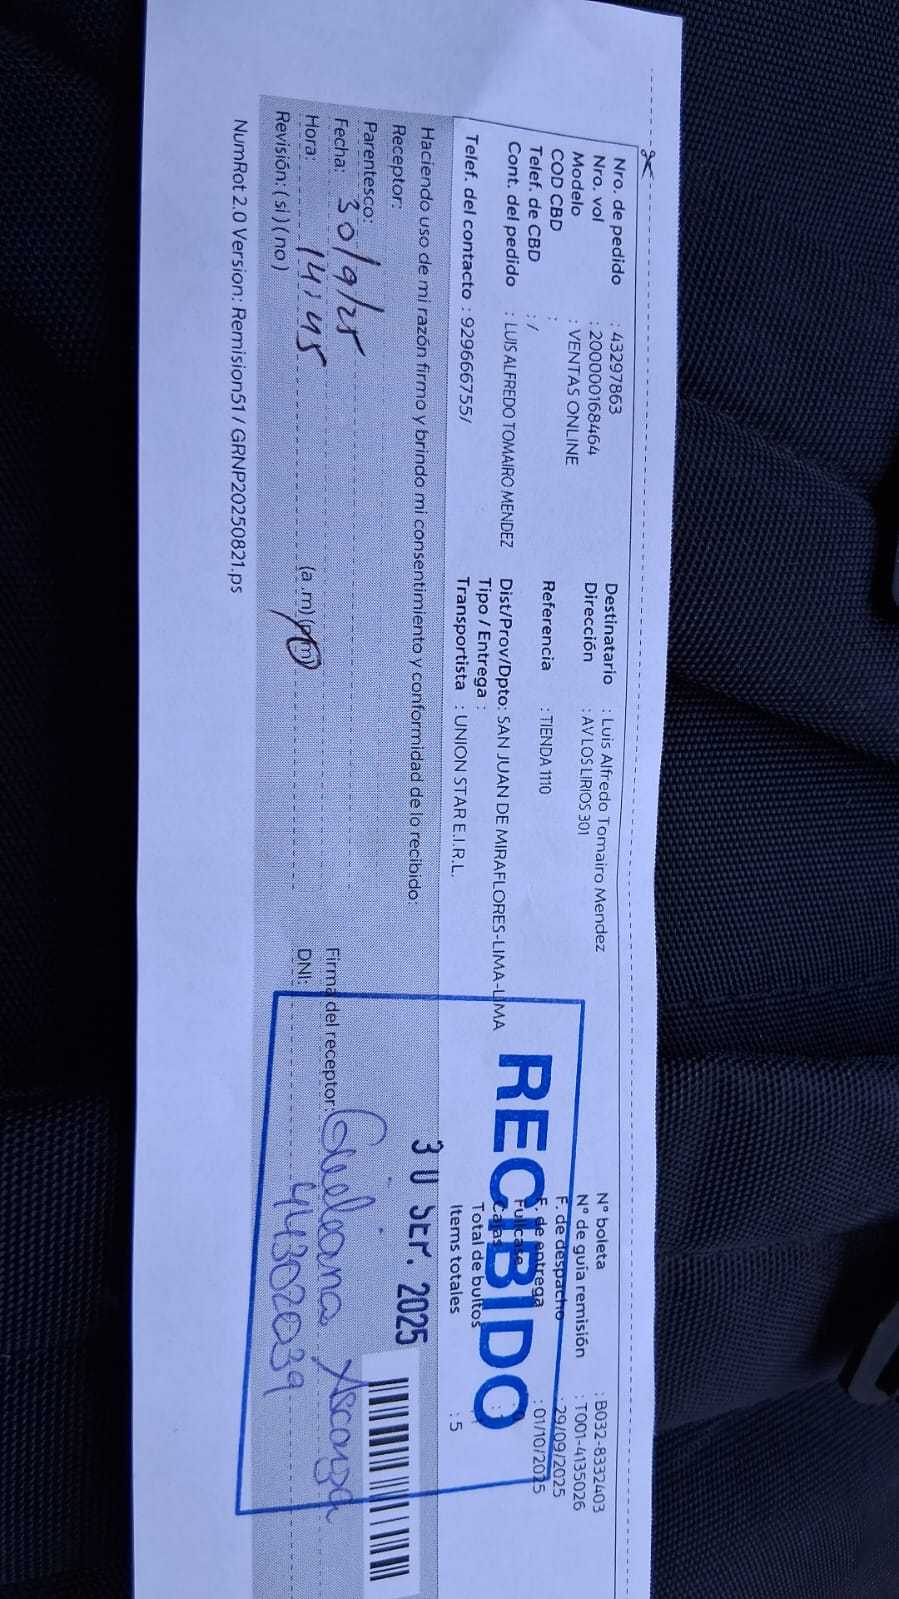 Nro. de pedido : 43297863
Nro. vol : 200000168464
Modelo : VENTAS ONLINE
COD CBD :
Telef. de CBD : /
Cont. del pedido : LUIS ALFREDO TOMAIRO MENDEZ
Telef. del contacto : 929666755/
Destinatario : Luis Alfredo Tomairo Mendez
Dirección : AV LOS LIRIOS 301
Referencia : TIENDA 1110
Dist/Prov/Dpto: SAN JUAN DE MIRAFLORES-LIMA-LIMA
Tipo / Entrega :
Transportista : UNION STAR E.I.R.L.
N° boleta : B032-8332403
N° de guía remisión : T001-4135026
F. de despacho : 29/09/2025
F. de entrega : 01/10/2025
Fullcase
Cajas
Total de bultos
Items totales : 5
RECIBIDO
30 SET. 2025
Haciendo uso de mi razón firmo y brindo mi consentimiento y conformidad de lo recibido:
Receptor:
Parentesco:
Fecha: 30/9/25
Hora: 14:45 (a.m)(p.m)
Revisión: ( si ) ( no )
Firma del receptor: Guiliana Ascanza
DNI: 44302039
NumRot 2.0 Version: Remision51 / GRNP20250821.ps